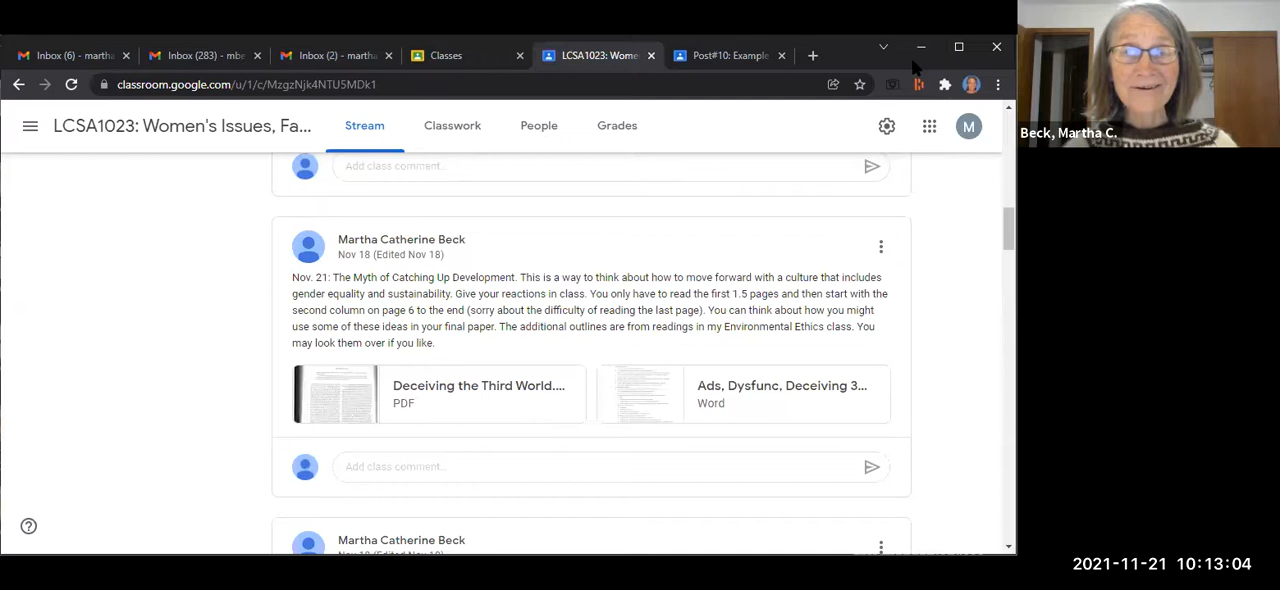 Inbox (6) - martha
Inbox (283) - mbe
Inbox (2) - martha
Classes
LCSA1023: Wome
Post#10: Example
classroom.google.com/u/1/c/MzgzNjk4NTU5MDk1
LCSA1023: Women's Issues, Fa...
Stream
Classwork
People
Grades
M
Beck, Martha C.
Add class comment...
Martha Catherine Beck
Nov 18 (Edited Nov 18)
Nov. 21: The Myth of Catching Up Development. This is a way to think about how to move forward with a culture that includes
gender equality and sustainability. Give your reactions in class. You only have to read the first 1.5 pages and then start with the
second column on page 6 to the end (sorry about the difficulty of reading the last page). You can think about how you might
use some of these ideas in your final paper. The additional outlines are from readings in my Environmental Ethics class. You
may look them over if you like.
Deceiving the Third World....
PDF
Ads, Dysfunc, Deceiving 3...
Word
Add class comment...
Martha Catherine Beck
2021-11-21 10:13:04